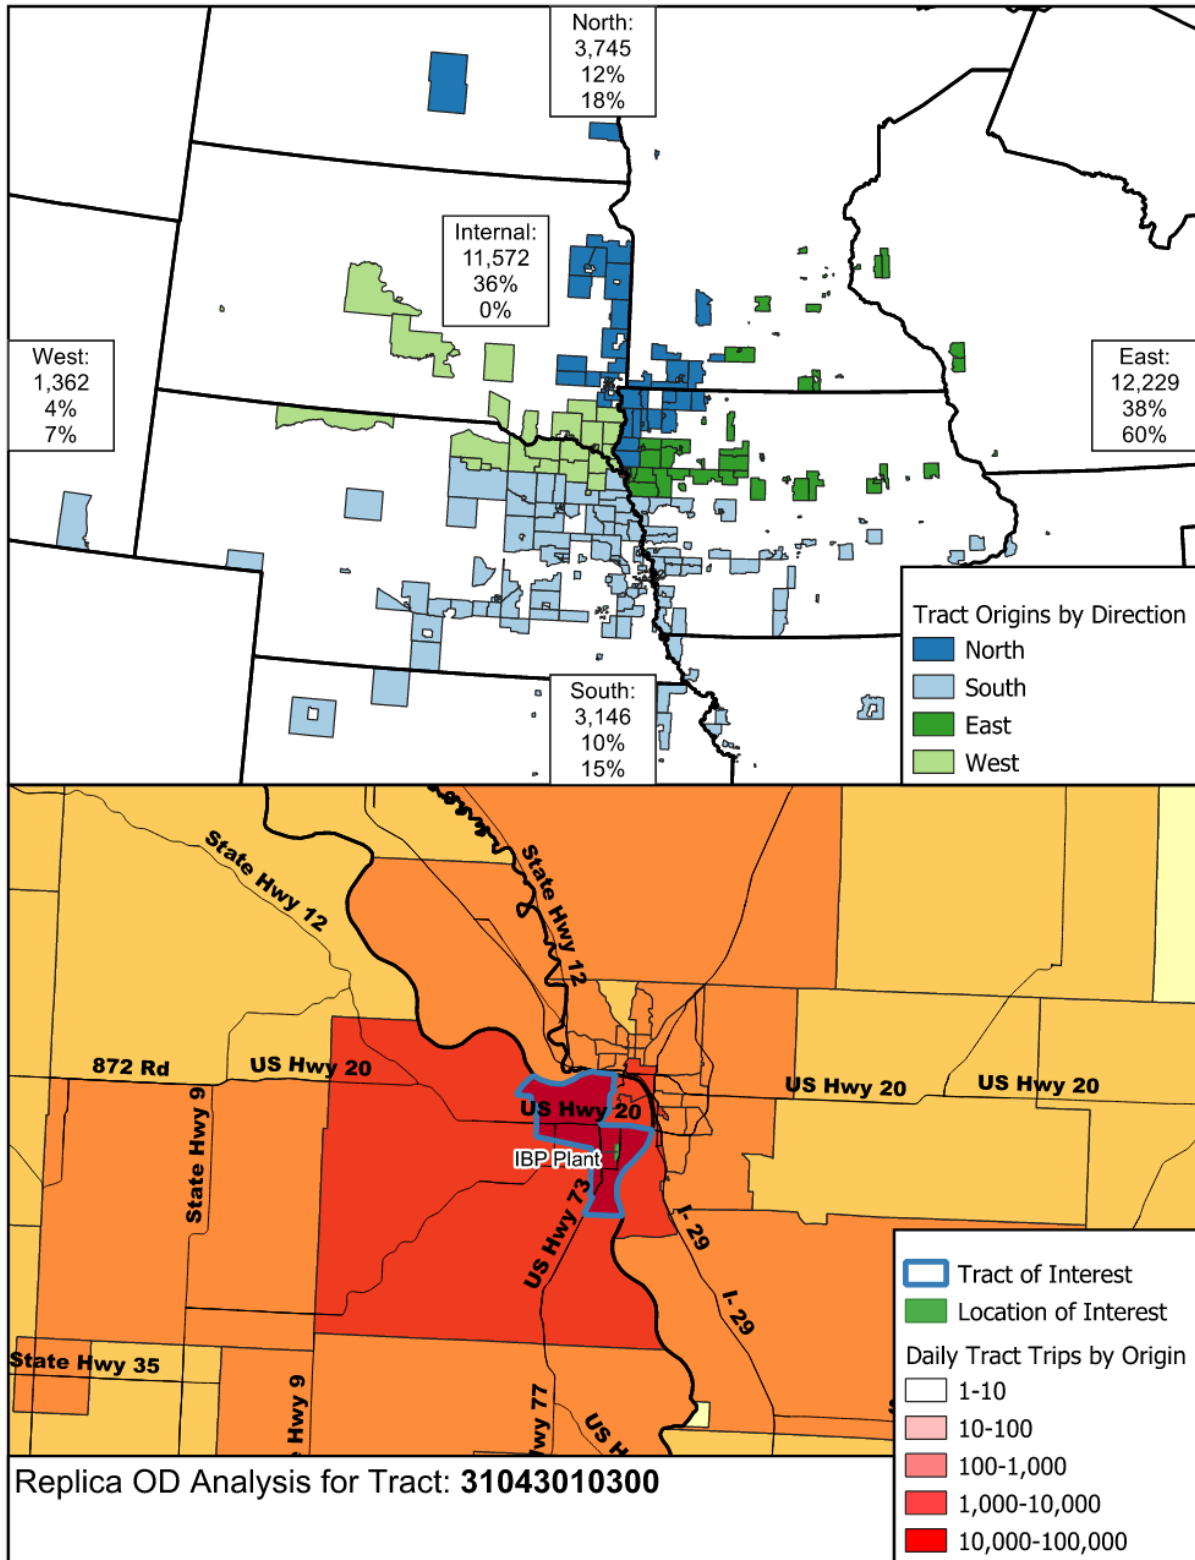 North:
3,745
12%
18%
Internal:
11,572
36%
0%
West:
1,362
4%
7%
East:
12,229
38%
60%
South:
3,146
10%
15%
Tract Origins by Direction
North
South
East
West
State Hwy 12
State Hwy 12
872 Rd
US Hwy 20
US Hwy 20
US Hwy 20
US Hwy 20
State Hwy 9
IBP Plant
US Hwy 73
I- 29
I- 29
State Hwy 35
Hwy 9
Hwy 77
US H
Tract of Interest
Location of Interest
Daily Tract Trips by Origin
1-10
10-100
100-1,000
1,000-10,000
10,000-100,000
Replica OD Analysis for Tract: 31043010300